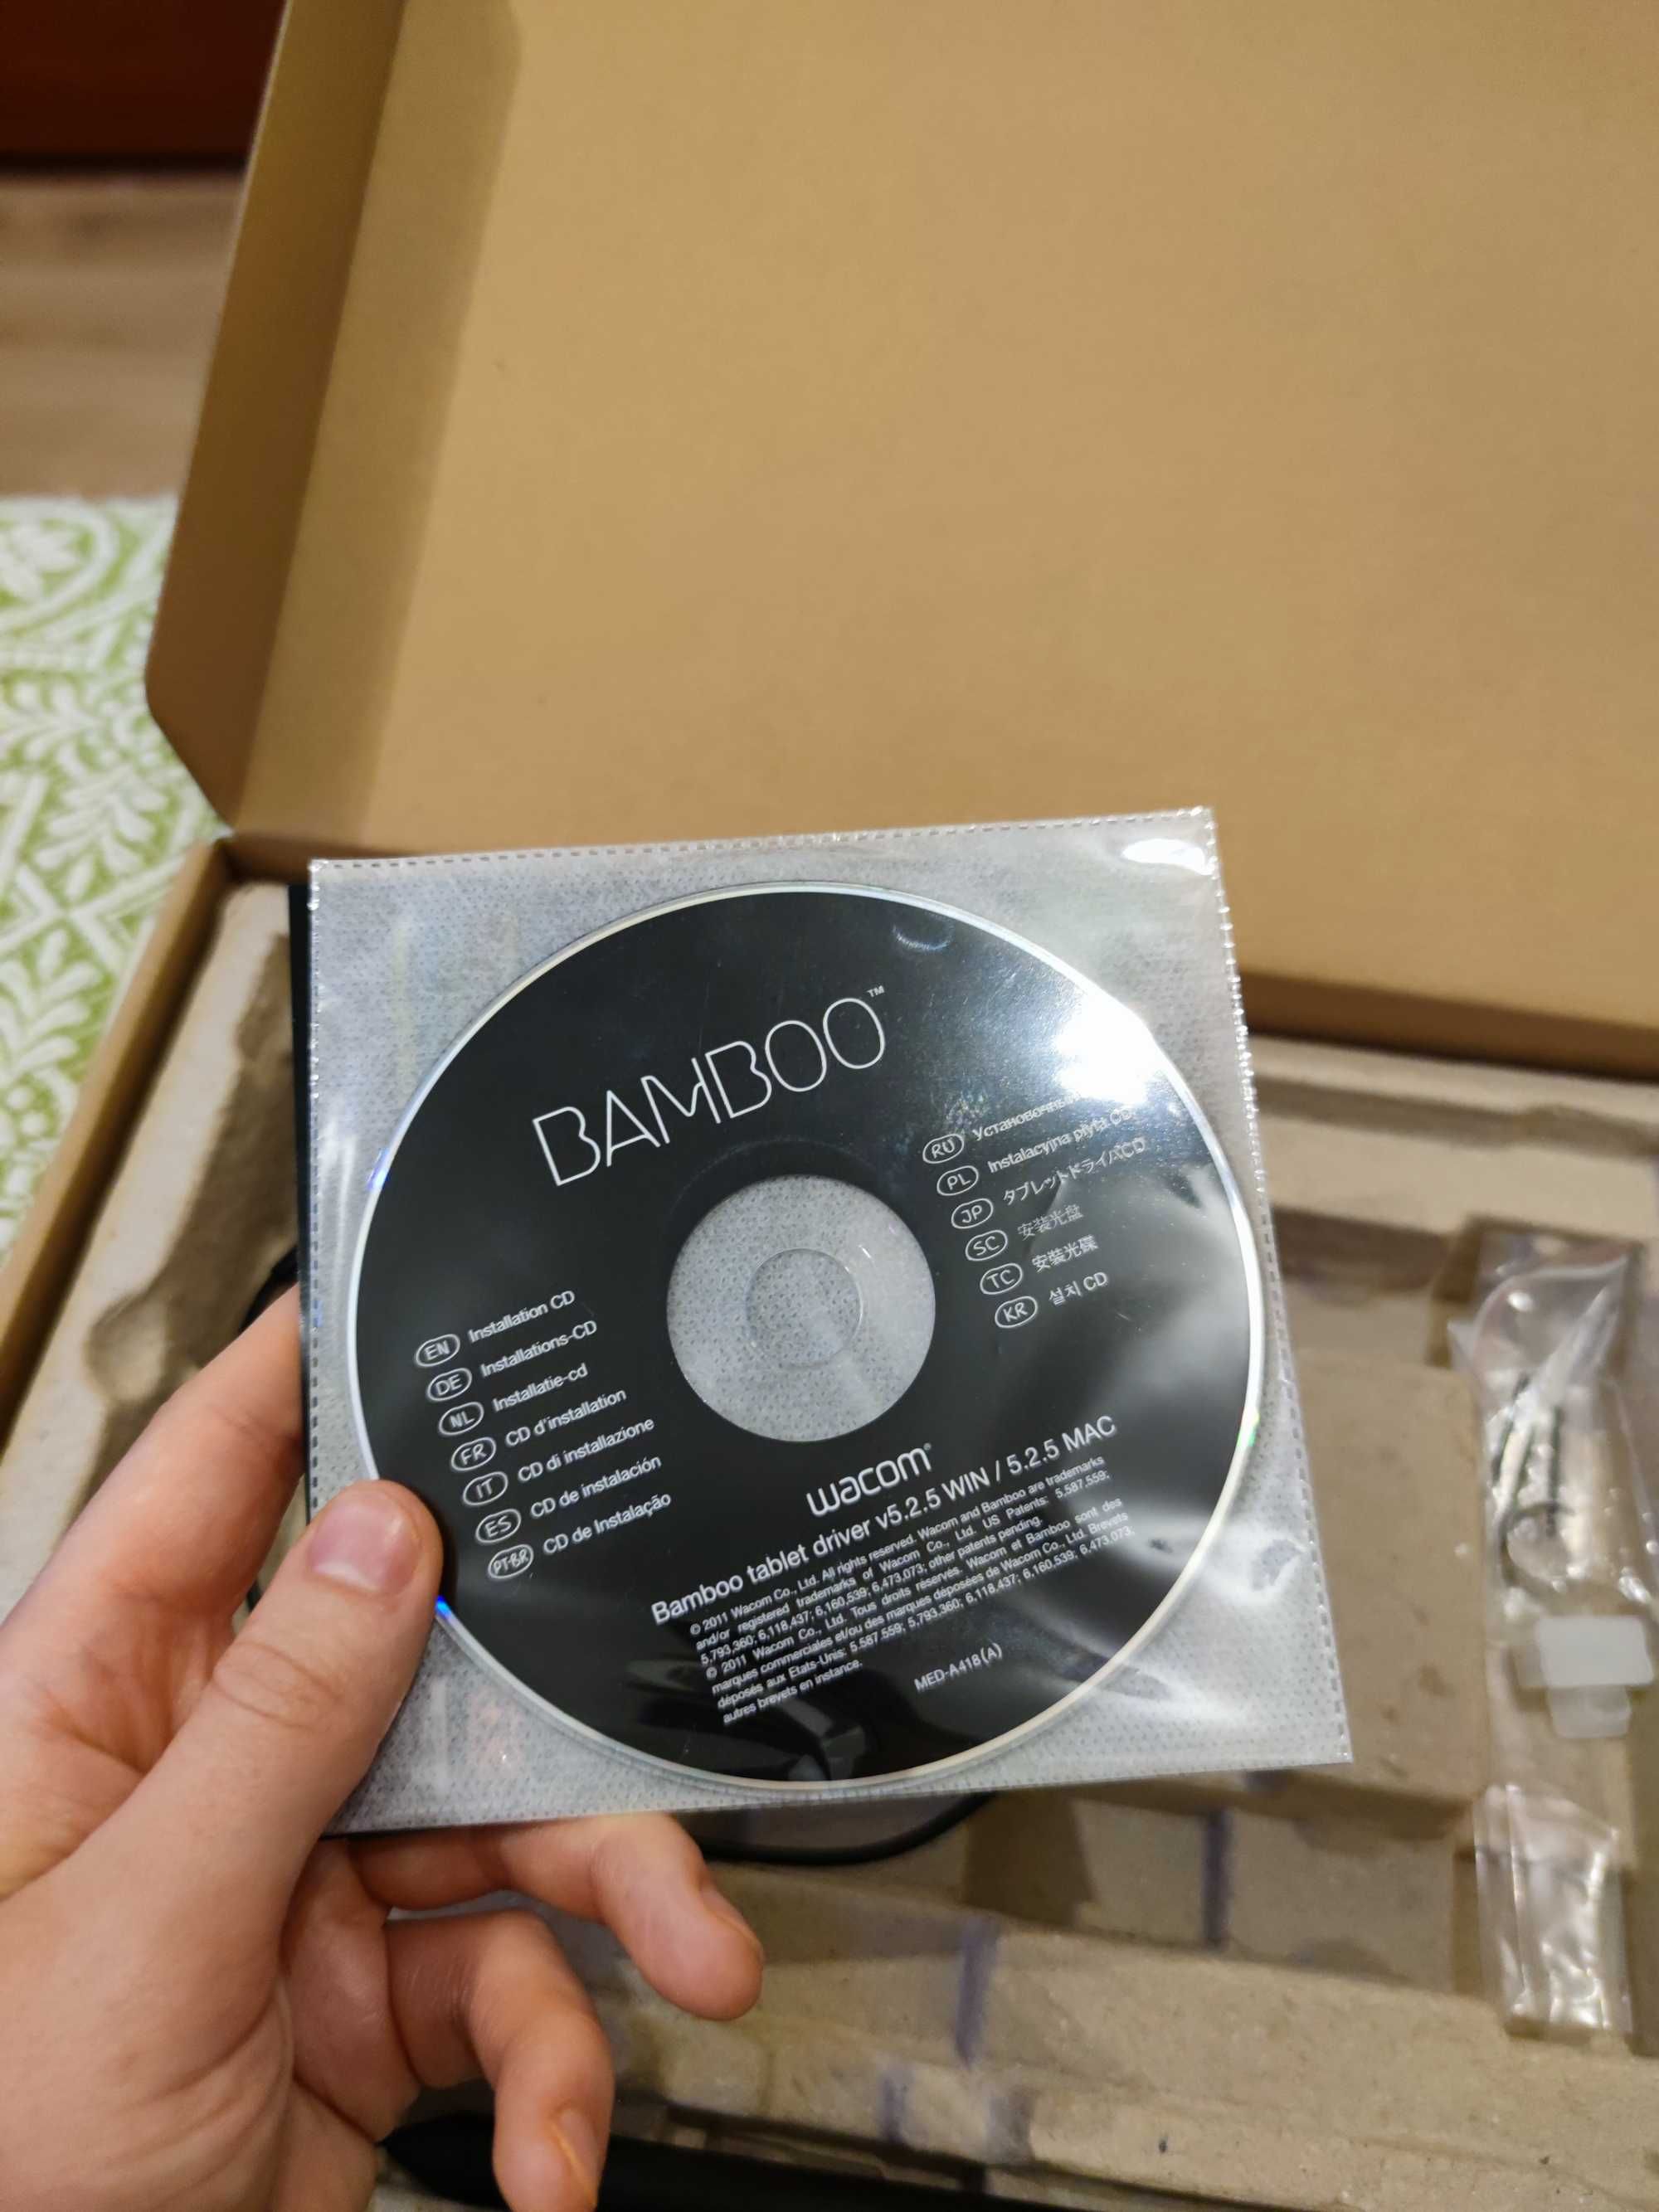 BAMBOO™
RU Установочный
PL Instalacyjna płyta CD
JP タブレットドライバCD
SC 安装光盘
TC 安裝光碟
KR 설치 CD
EN Installation CD
DE Installations-CD
NL Installatie-cd
FR CD d'installation
IT CD di installazione
ES CD de instalación
PT-BR CD de Instalação
wacom®
Bamboo tablet driver v5.2.5 WIN / 5.2.5 MAC
© 2011 Wacom Co., Ltd. All rights reserved. Wacom and Bamboo are trademarks
and/or registered trademarks of Wacom Co., Ltd. US Patents: 5,587,559;
5,793,360; 6,118,437; 6,160,539; 6,473,073; other patents pending.
© 2011 Wacom Co., Ltd. Tous droits réservés. Wacom et Bamboo sont des
marques commerciales et/ou des marques déposées de Wacom Co., Ltd. Brevets
déposés aux Etats-Unis: 5,587,559; 5,793,360; 6,118,437; 6,160,539; 6,473,073;
autres brevets en instance.
MED-A418(A)